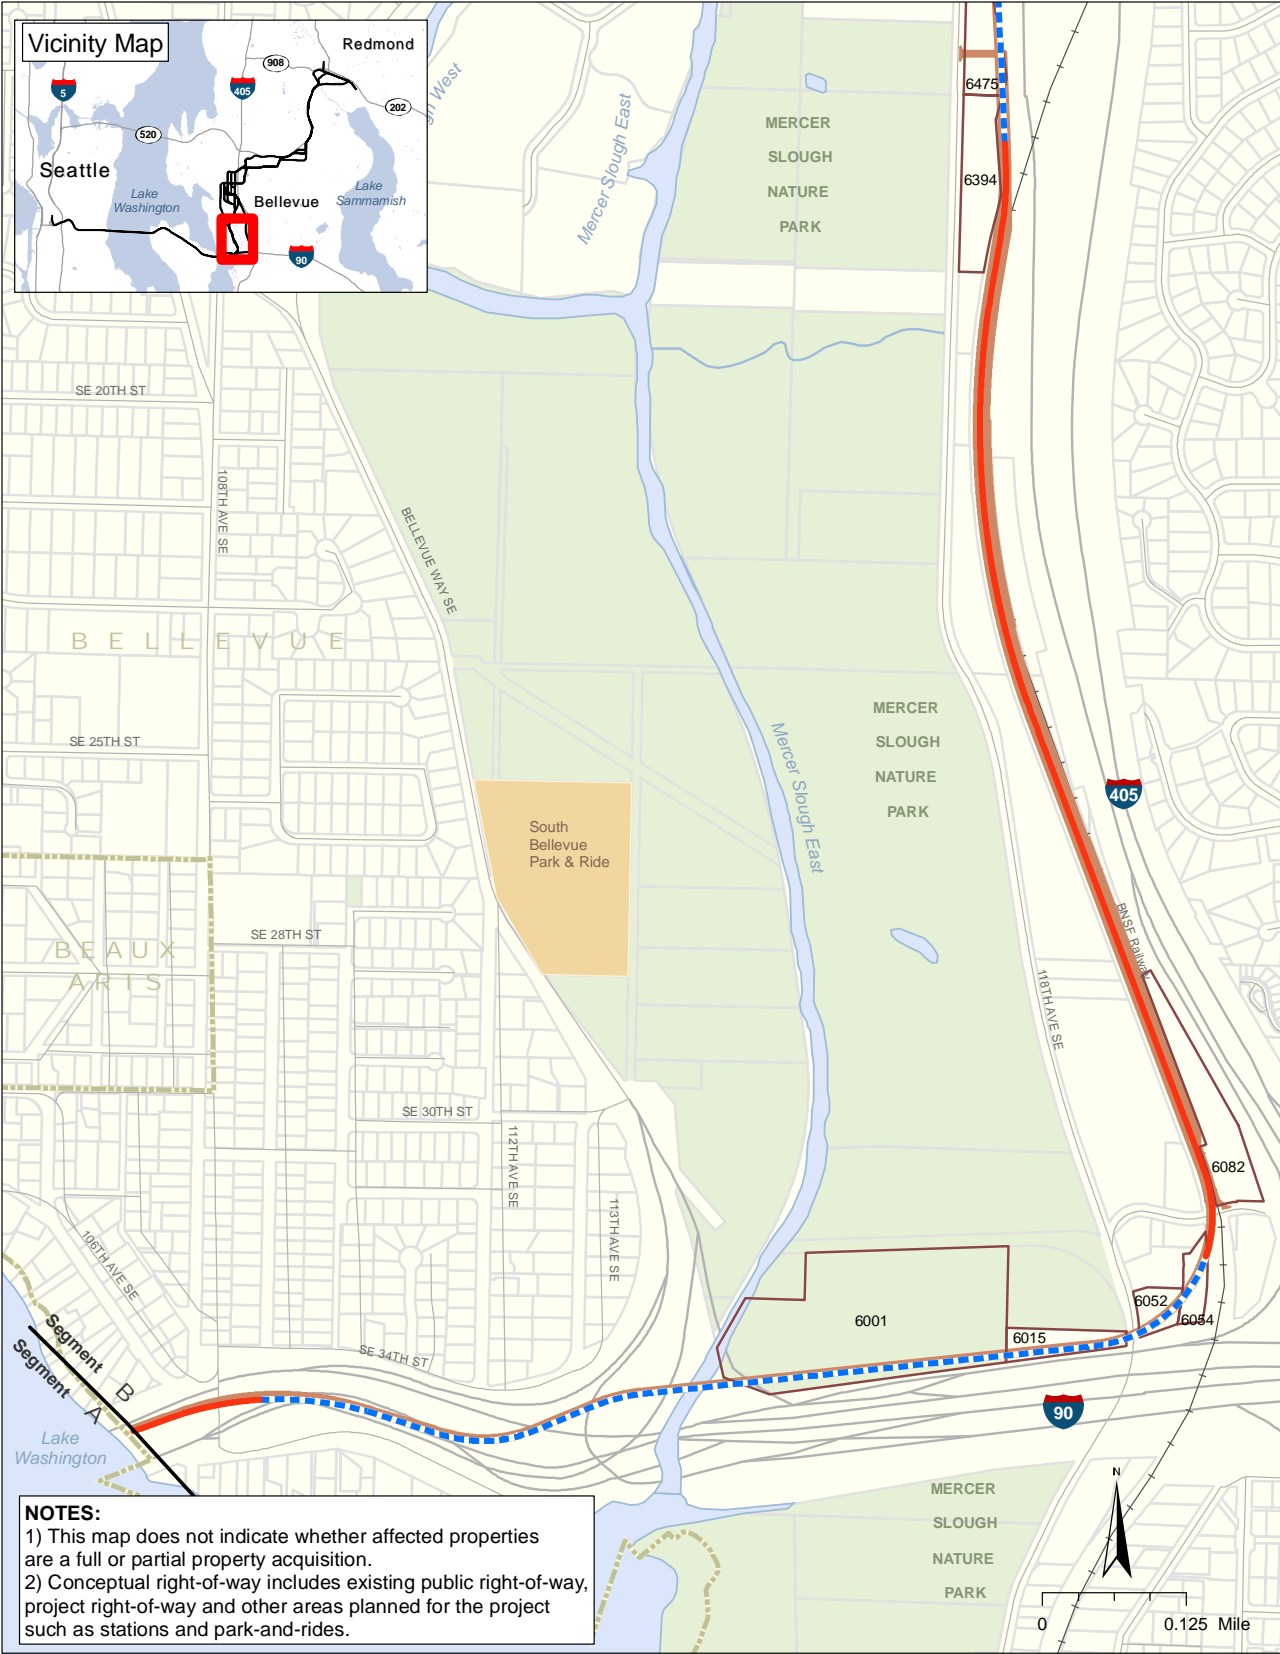 Vicinity Map
Redmond
908
5
405
202
520
Seattle
Lake
Washington
Bellevue
Lake
Sammamish
90
gh West
Mercer Slough East
MERCER
SLOUGH
NATURE
PARK
6475
6394
SE 20TH ST
108TH AVE SE
BELLEVUE WAY SE
BELLEVUE
SE 25TH ST
MERCER
SLOUGH
NATURE
PARK
Mercer Slough East
405
South
Bellevue
Park & Ride
BEAUX
ARTS
SE 28TH ST
BNSF Railway
118TH AVE SE
SE 30TH ST
112TH AVE SE
113TH AVE SE
106TH AVE SE
6082
6052
6054
6001
6015
SE 34TH ST
Segment B
Segment A
Lake
Washington
90
MERCER
SLOUGH
NATURE
PARK
N
0 0.125 Mile
NOTES:
1) This map does not indicate whether affected properties
are a full or partial property acquisition.
2) Conceptual right-of-way includes existing public right-of-way,
project right-of-way and other areas planned for the project
such as stations and park-and-rides.